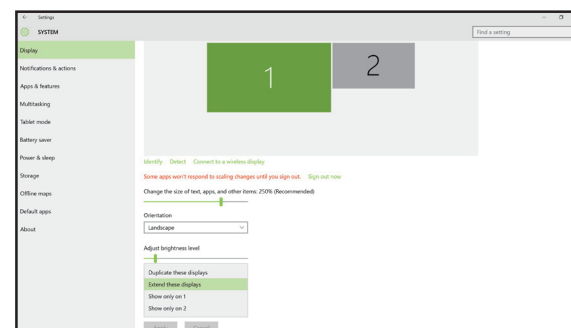 Settings
SYSTEM
Find a setting
Display
Notifications & actions
Apps & features
Multitasking
Tablet mode
Battery saver
Power & sleep
Storage
Offline maps
Default apps
About
1
2
Identify Detect Connect to a wireless display
Some apps won't respond to scaling changes until you sign out. Sign out now
Change the size of text, apps, and other items: 250% (Recommended)
Orientation
Landscape
Adjust brightness level
Duplicate these displays
Extend these displays
Show only on 1
Show only on 2
Apply Cancel